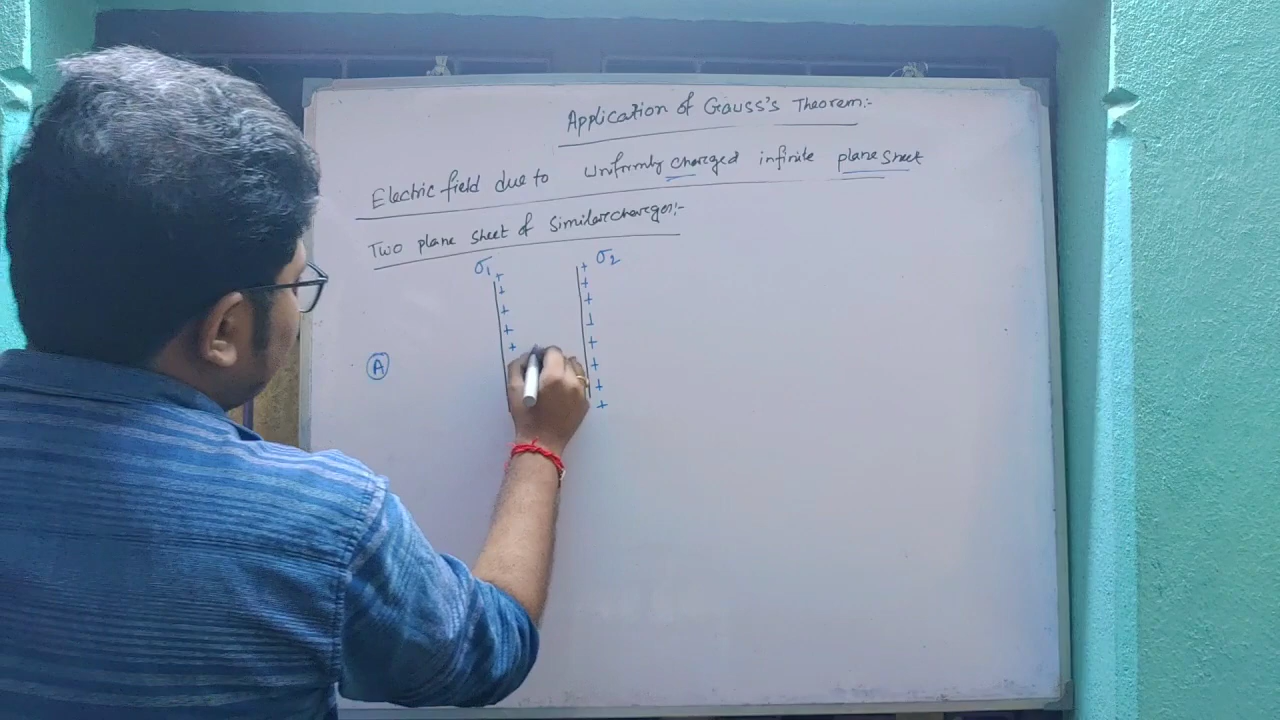 Application of Gauss's Theorem:-
Electric field due to Uniformly charged infinite plane sheet
Two plane sheet of similar charges:-
σ1 σ2
+ +
+ +
+ +
+ +
+ +
+
+
+
A